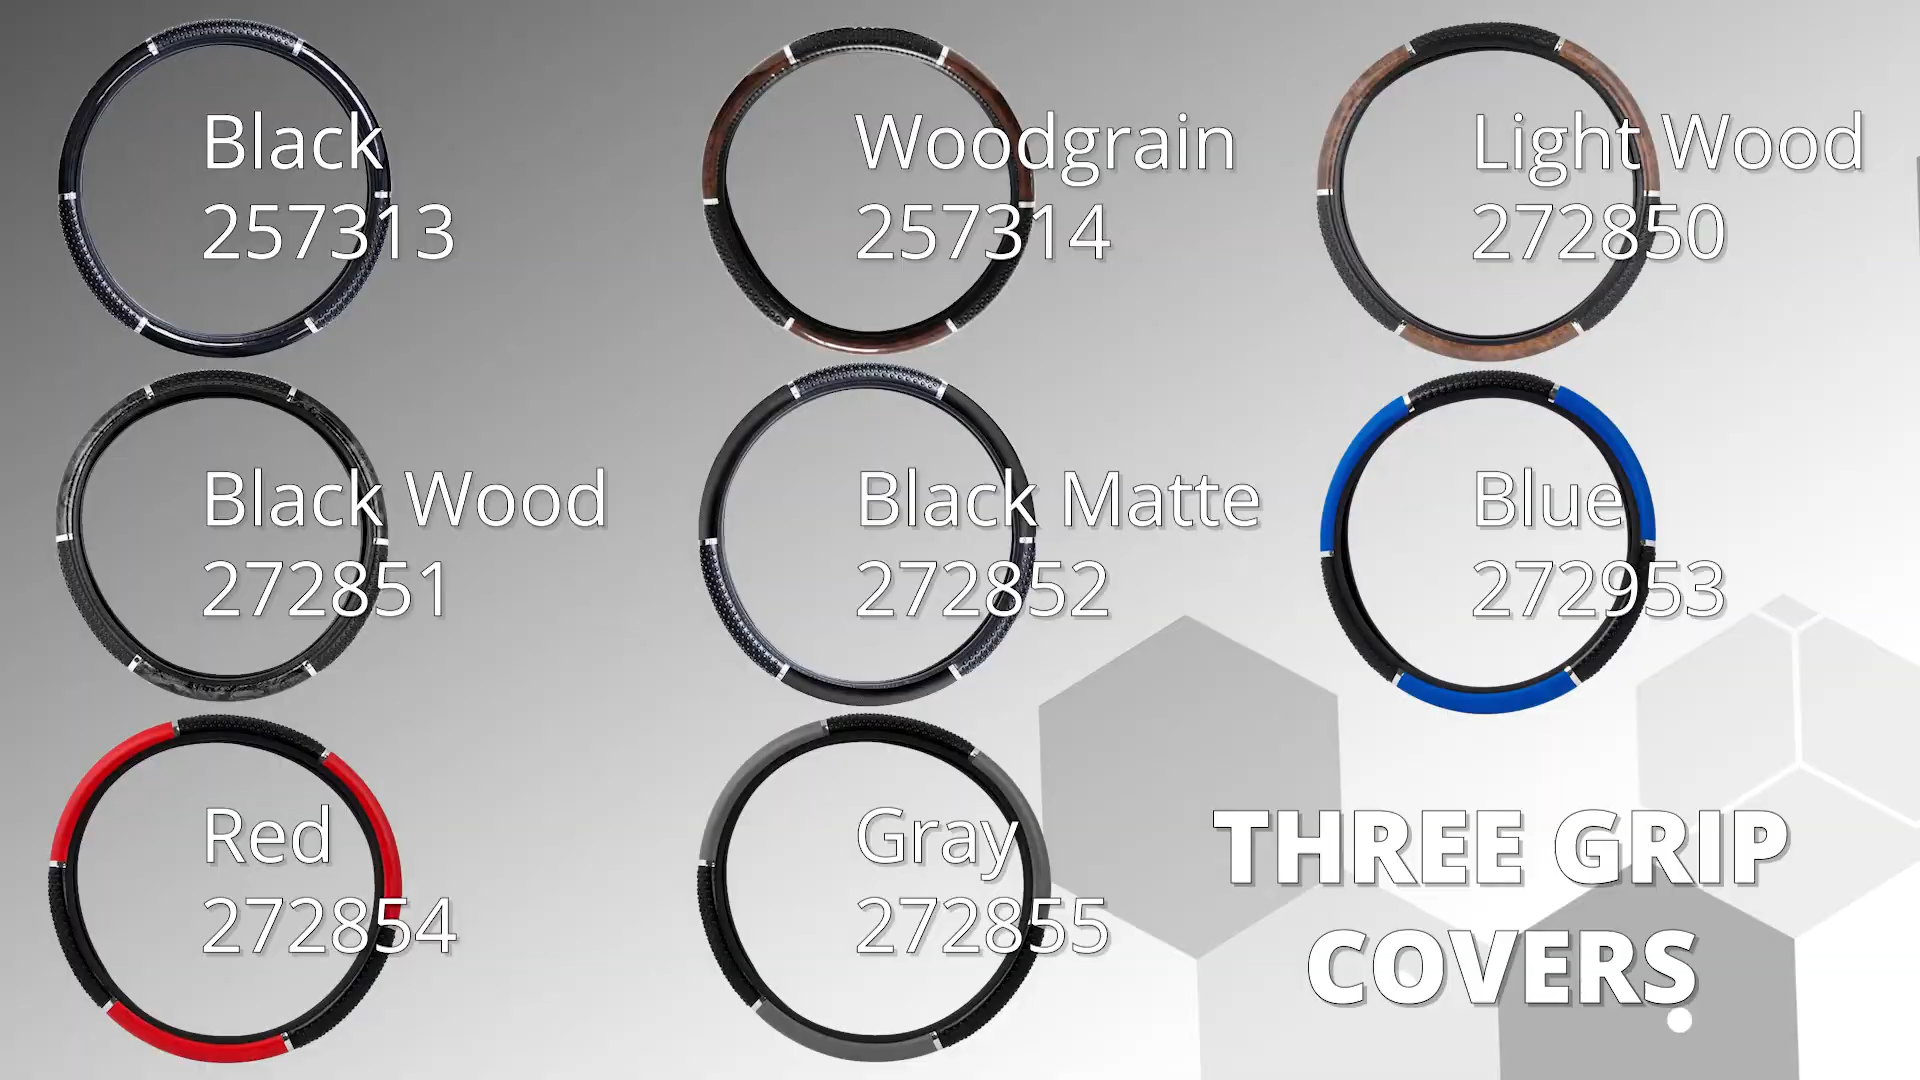 Black
257313
Woodgrain
257314
Light Wood
272850
Black Wood
272851
Black Matte
272852
Blue
272953
Red
272854
Gray
272855
THREE GRIP
COVERS